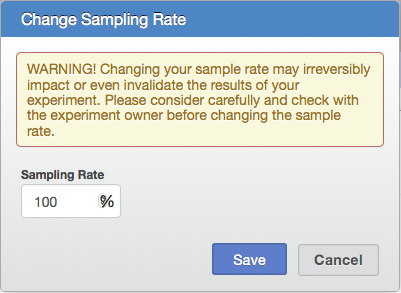 Change Sampling Rate
WARNING! Changing your sample rate may irreversibly
impact or even invalidate the results of your
experiment. Please consider carefully and check with
the experiment owner before changing the sample
rate.
Sampling Rate
100 %
Save Cancel